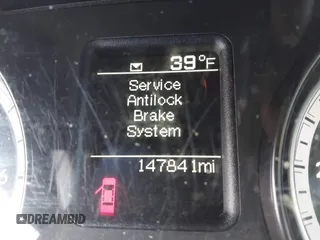 39°F
Service
Antilock
Brake
System
147841mi
DREAMBID